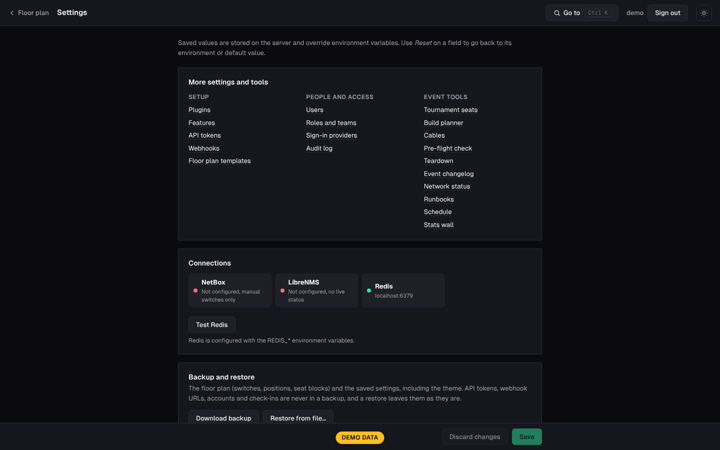 Floor plan
Settings
Go to
Ctrl K
demo
Sign out
Saved values are stored on the server and override environment variables. Use Reset on a field to go back to its
environment or default value.
More settings and tools
SETUP
Plugins
Features
API tokens
Webhooks
Floor plan templates
PEOPLE AND ACCESS
Users
Roles and teams
Sign-in providers
Audit log
EVENT TOOLS
Tournament seats
Build planner
Cables
Pre-flight check
Teardown
Event changelog
Network status
Runbooks
Schedule
Stats wall
Connections
NetBox
Not configured, manual
switches only
LibreNMS
Not configured, no live
status
Redis
localhost:6379
Test Redis
Redis is configured with the REDIS_* environment variables.
Backup and restore
The floor plan (switches, positions, seat blocks) and the saved settings, including the theme. API tokens, webhook
URLs, accounts and check-ins are never in a backup, and a restore leaves them as they are.
Download backup
Restore from file...
DEMO DATA
Discard changes
Save